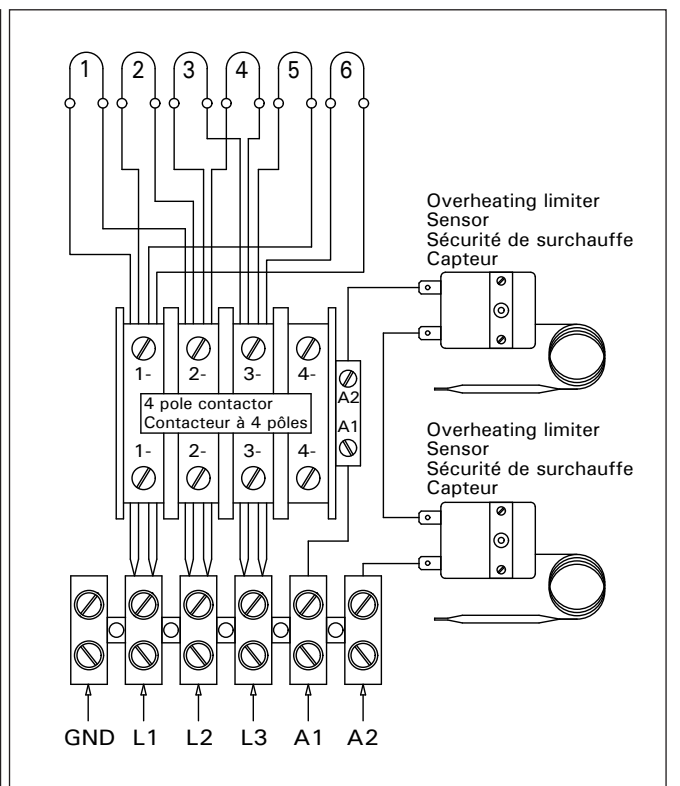 1 2 3 4 5 6
Overheating limiter
Sensor
Sécurité de surchauffe
Capteur
1- 2- 3- 4-
A2
4 pole contactor
Contacteur à 4 pôles
A1
1- 2- 3- 4-
Overheating limiter
Sensor
Sécurité de surchauffe
Capteur
GND L1 L2 L3 A1 A2